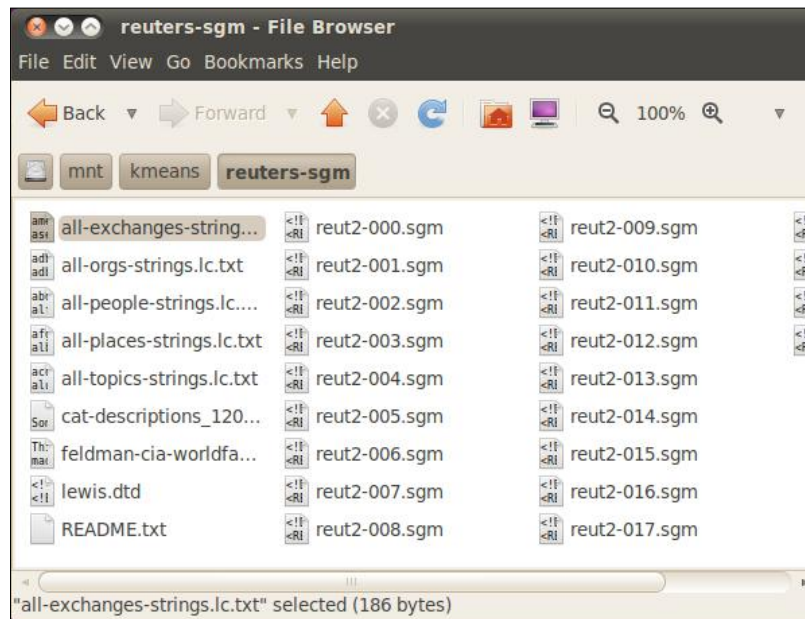 reuters-sgm - File Browser
File Edit View Go Bookmarks Help
Back Forward 100%
mnt kmeans reuters-sgm
all-exchanges-string...
all-orgs-strings.lc.txt
all-people-strings.lc....
all-places-strings.lc.txt
all-topics-strings.lc.txt
cat-descriptions_120...
feldman-cia-worldfa...
lewis.dtd
README.txt
reut2-000.sgm
reut2-001.sgm
reut2-002.sgm
reut2-003.sgm
reut2-004.sgm
reut2-005.sgm
reut2-006.sgm
reut2-007.sgm
reut2-008.sgm
reut2-009.sgm
reut2-010.sgm
reut2-011.sgm
reut2-012.sgm
reut2-013.sgm
reut2-014.sgm
reut2-015.sgm
reut2-016.sgm
reut2-017.sgm
"all-exchanges-strings.lc.txt" selected (186 bytes)